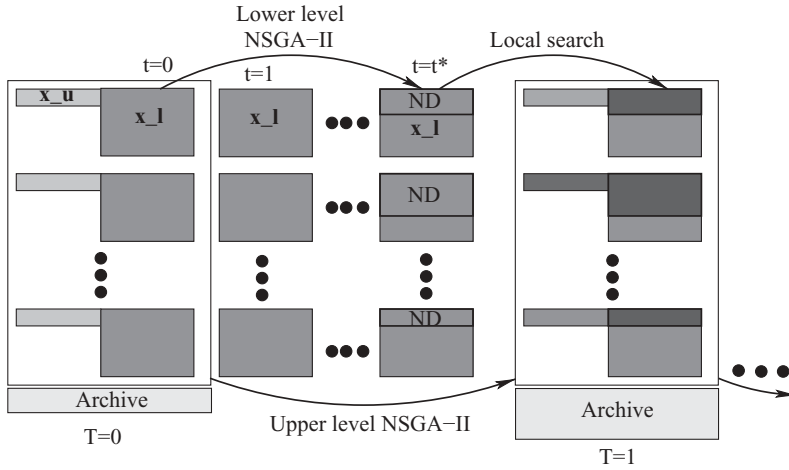 Lower level
NSGA−II
Local search
t=0
t=1
t=t*
x_u
x_l
x_l
ND
x_l
ND
ND
Archive
Upper level NSGA−II
Archive
T=0
T=1